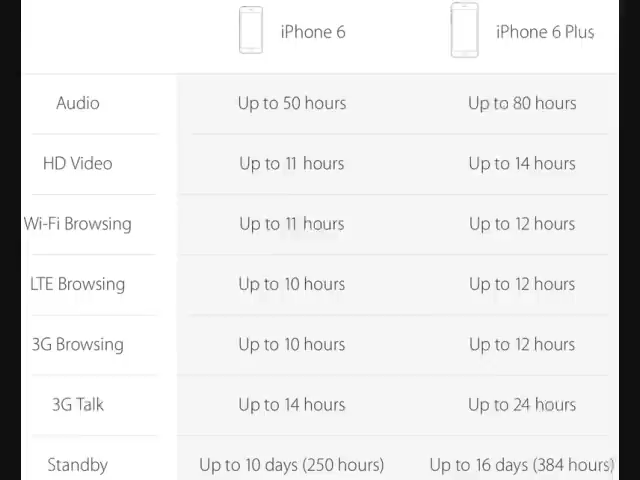 iPhone 6 iPhone 6 Plus
Audio Up to 50 hours Up to 80 hours
HD Video Up to 11 hours Up to 14 hours
Wi-Fi Browsing Up to 11 hours Up to 12 hours
LTE Browsing Up to 10 hours Up to 12 hours
3G Browsing Up to 10 hours Up to 12 hours
3G Talk Up to 14 hours Up to 24 hours
Standby Up to 10 days (250 hours) Up to 16 days (384 hours)